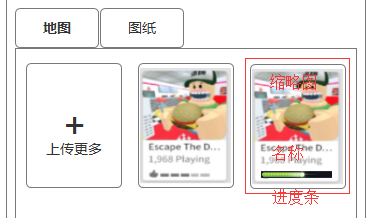 地图
图纸
缩略图
+
上传更多
Escape The D...
1,968 Playing
Escape The D...
1,968 Playing
名称
进度条